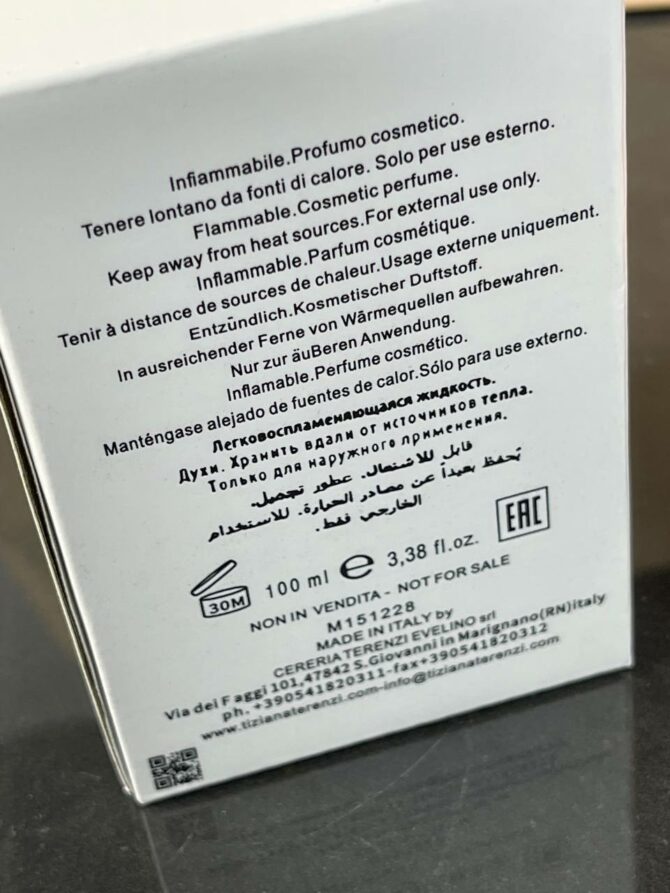 Infiammabile.Profumo cosmetico.
Tenere lontano da fonti di calore. Solo per use esterno.
Flammable.Cosmetic perfume.
Keep away from heat sources.For external use only.
Inflammable.Parfum cosmétique.
Tenir à distance de sources de chaleur.Usage externe uniquement.
Entzündlich.Kosmetischer Duftstoff.
In ausreichender Ferne von Wärmequellen aufbewahren.
Nur zur äuBeren Anwendung.
Inflamable.Perfume cosmético.
Manténgase alejado de fuentes de calor.Sólo para use externo.
Легковоспламеняющаяся жидкость.
Духи. Хранить вдали от источников тепла.
Только для наружного применения.
قابل للاشتعال. عطور تجميل.
تحفظ بعيداً عن مصادر الحرارة. للاستخدام
الخارجي فقط.
EAC
30M 100 ml e 3,38 fl.oz.
NON IN VENDITA - NOT FOR SALE
M151228
MADE IN ITALY by
CERERIA TERENZI EVELINO srl
Via del Faggi 101,47842 S.Giovanni in Marignano(RN)italy
ph. +390541820311-fax+390541820312
www.tizianaterenzi.com-info@tizianaterenzi.com